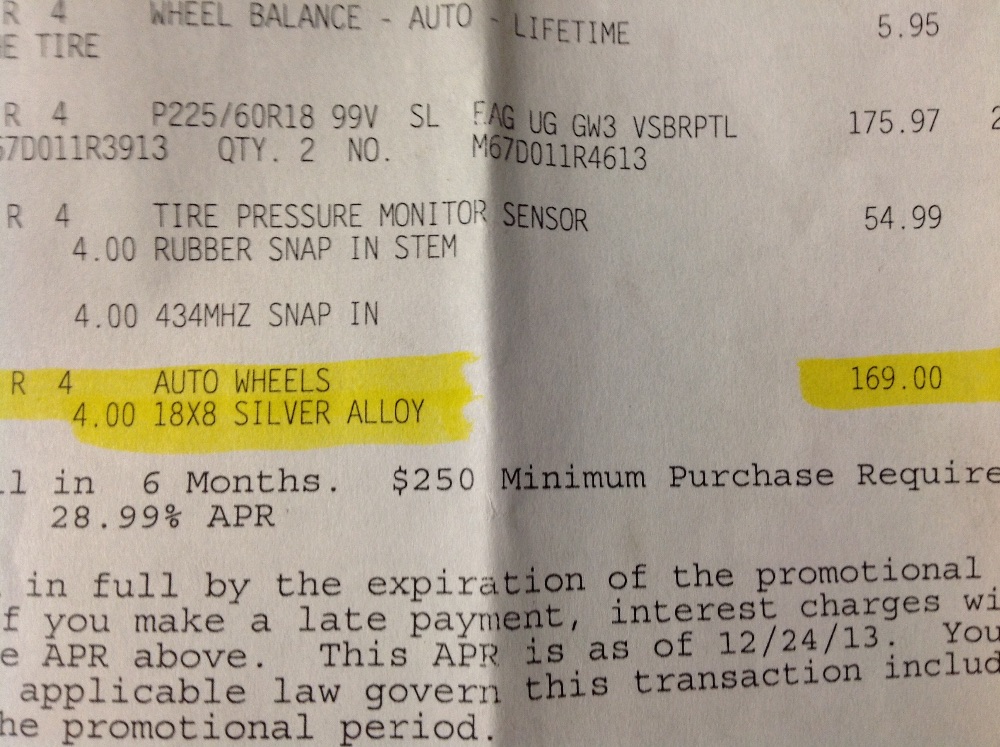 R 4 WHEEL BALANCE - AUTO - LIFETIME 5.95
E TIRE
R 4 P225/60R18 99V SL EAG UG GW3 VSBRPTL 175.97 2
67D011R3913 QTY. 2 NO. M67D011R4613
R 4 TIRE PRESSURE MONITOR SENSOR 54.99
4.00 RUBBER SNAP IN STEM
4.00 434MHZ SNAP IN
R 4 AUTO WHEELS 169.00
4.00 18X8 SILVER ALLOY
ll in 6 Months. $250 Minimum Purchase Require
28.99% APR
in full by the expiration of the promotional
f you make a late payment, interest charges wi
e APR above. This APR is as of 12/24/13. You
applicable law govern this transaction includ
he promotional period.